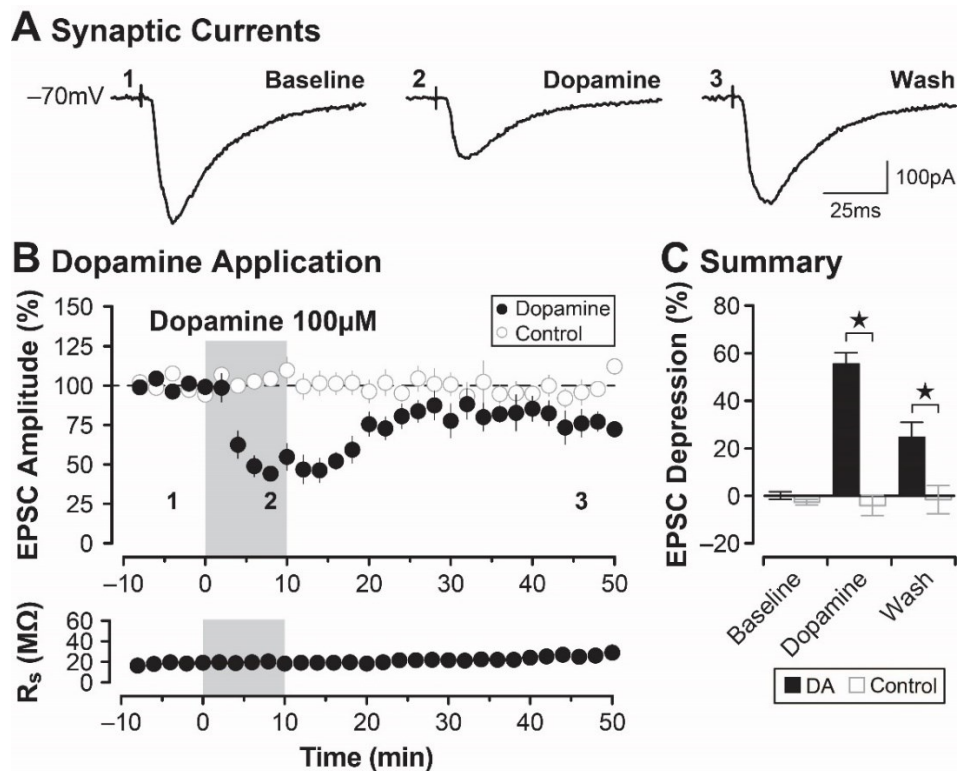 A Synaptic Currents
1 Baseline
2 Dopamine
3 Wash
–70mV
100pA
25ms
B Dopamine Application
EPSC Amplitude (%)
150
125
100
75
50
25
0
Dopamine 100µM
Dopamine
Control
1
2
3
–10 0 10 20 30 40 50
Rs (MΩ)
60
40
20
0
–10 0 10 20 30 40 50
Time (min)
C Summary
EPSC Depression (%)
80
60
40
20
0
–20
★
★
Baseline
Dopamine
Wash
DA Control